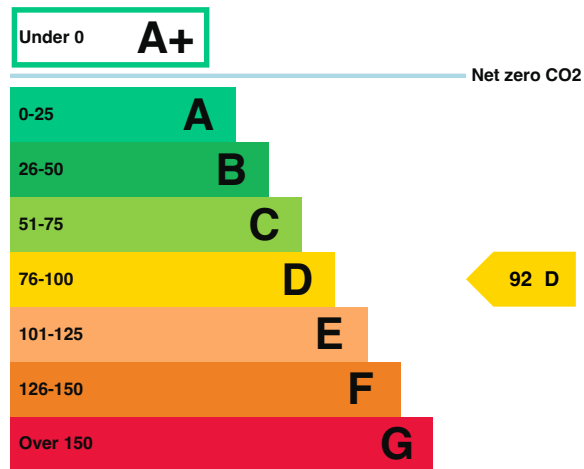 Under 0 A+
Net zero CO2
0-25 A
26-50 B
51-75 C
76-100 D
92 D
101-125 E
126-150 F
Over 150 G